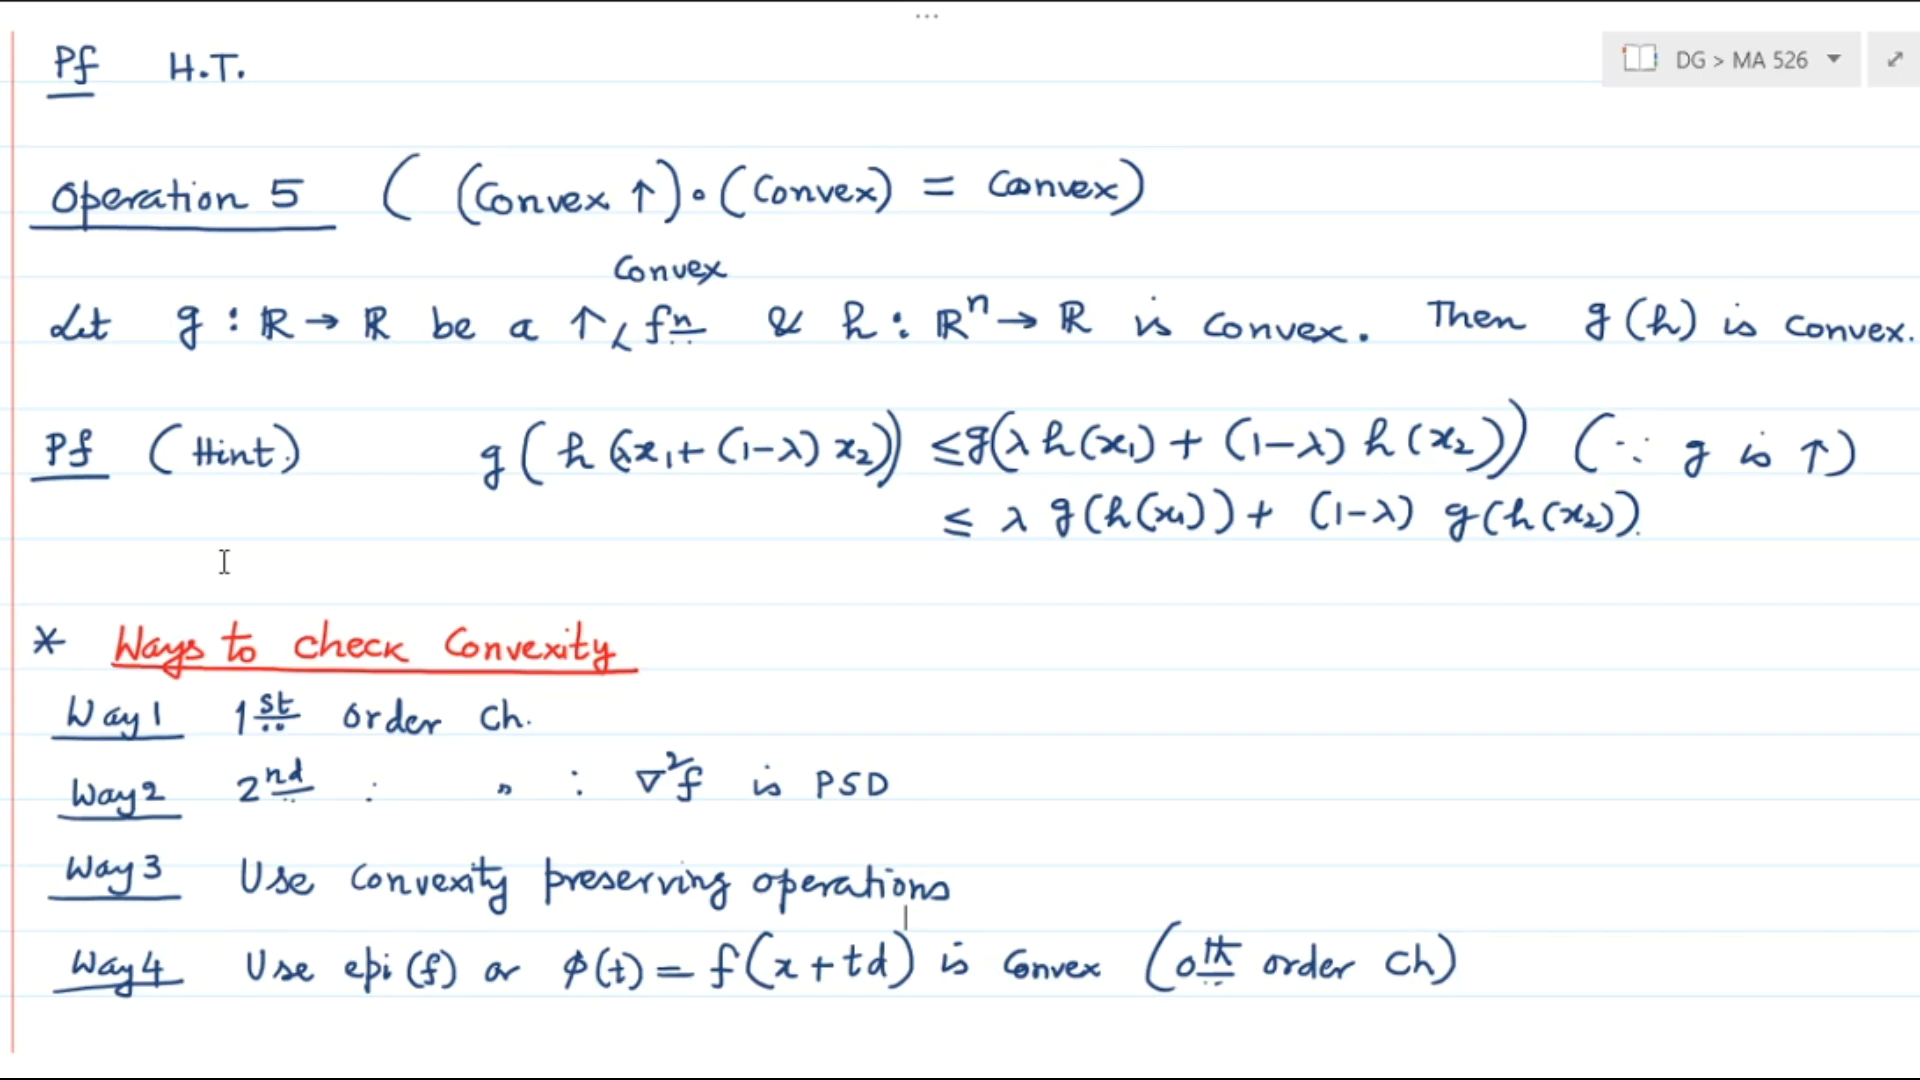 Pf H.T.
DG > MA 526
Operation 5 ( (Convex ↑)∘(Convex) = Convex)
Convex
Let g : ℝ → ℝ be a ↑ fn & h : ℝⁿ → ℝ is convex. Then g(h) is convex.
Pf (Hint) g(h(λx₁+(1-λ)x₂)) ≤ g(λh(x₁) + (1-λ)h(x₂)) (∵ g is ↑)
≤ λ g(h(x₁)) + (1-λ) g(h(x₂)).
* Ways to check Convexity
Way 1 1st order ch.
Way 2 2nd : " : ∇²f is PSD
Way 3 Use convexity preserving operations
Way 4 Use epi(f) or φ(t) = f(x+td) is convex (0th order ch)